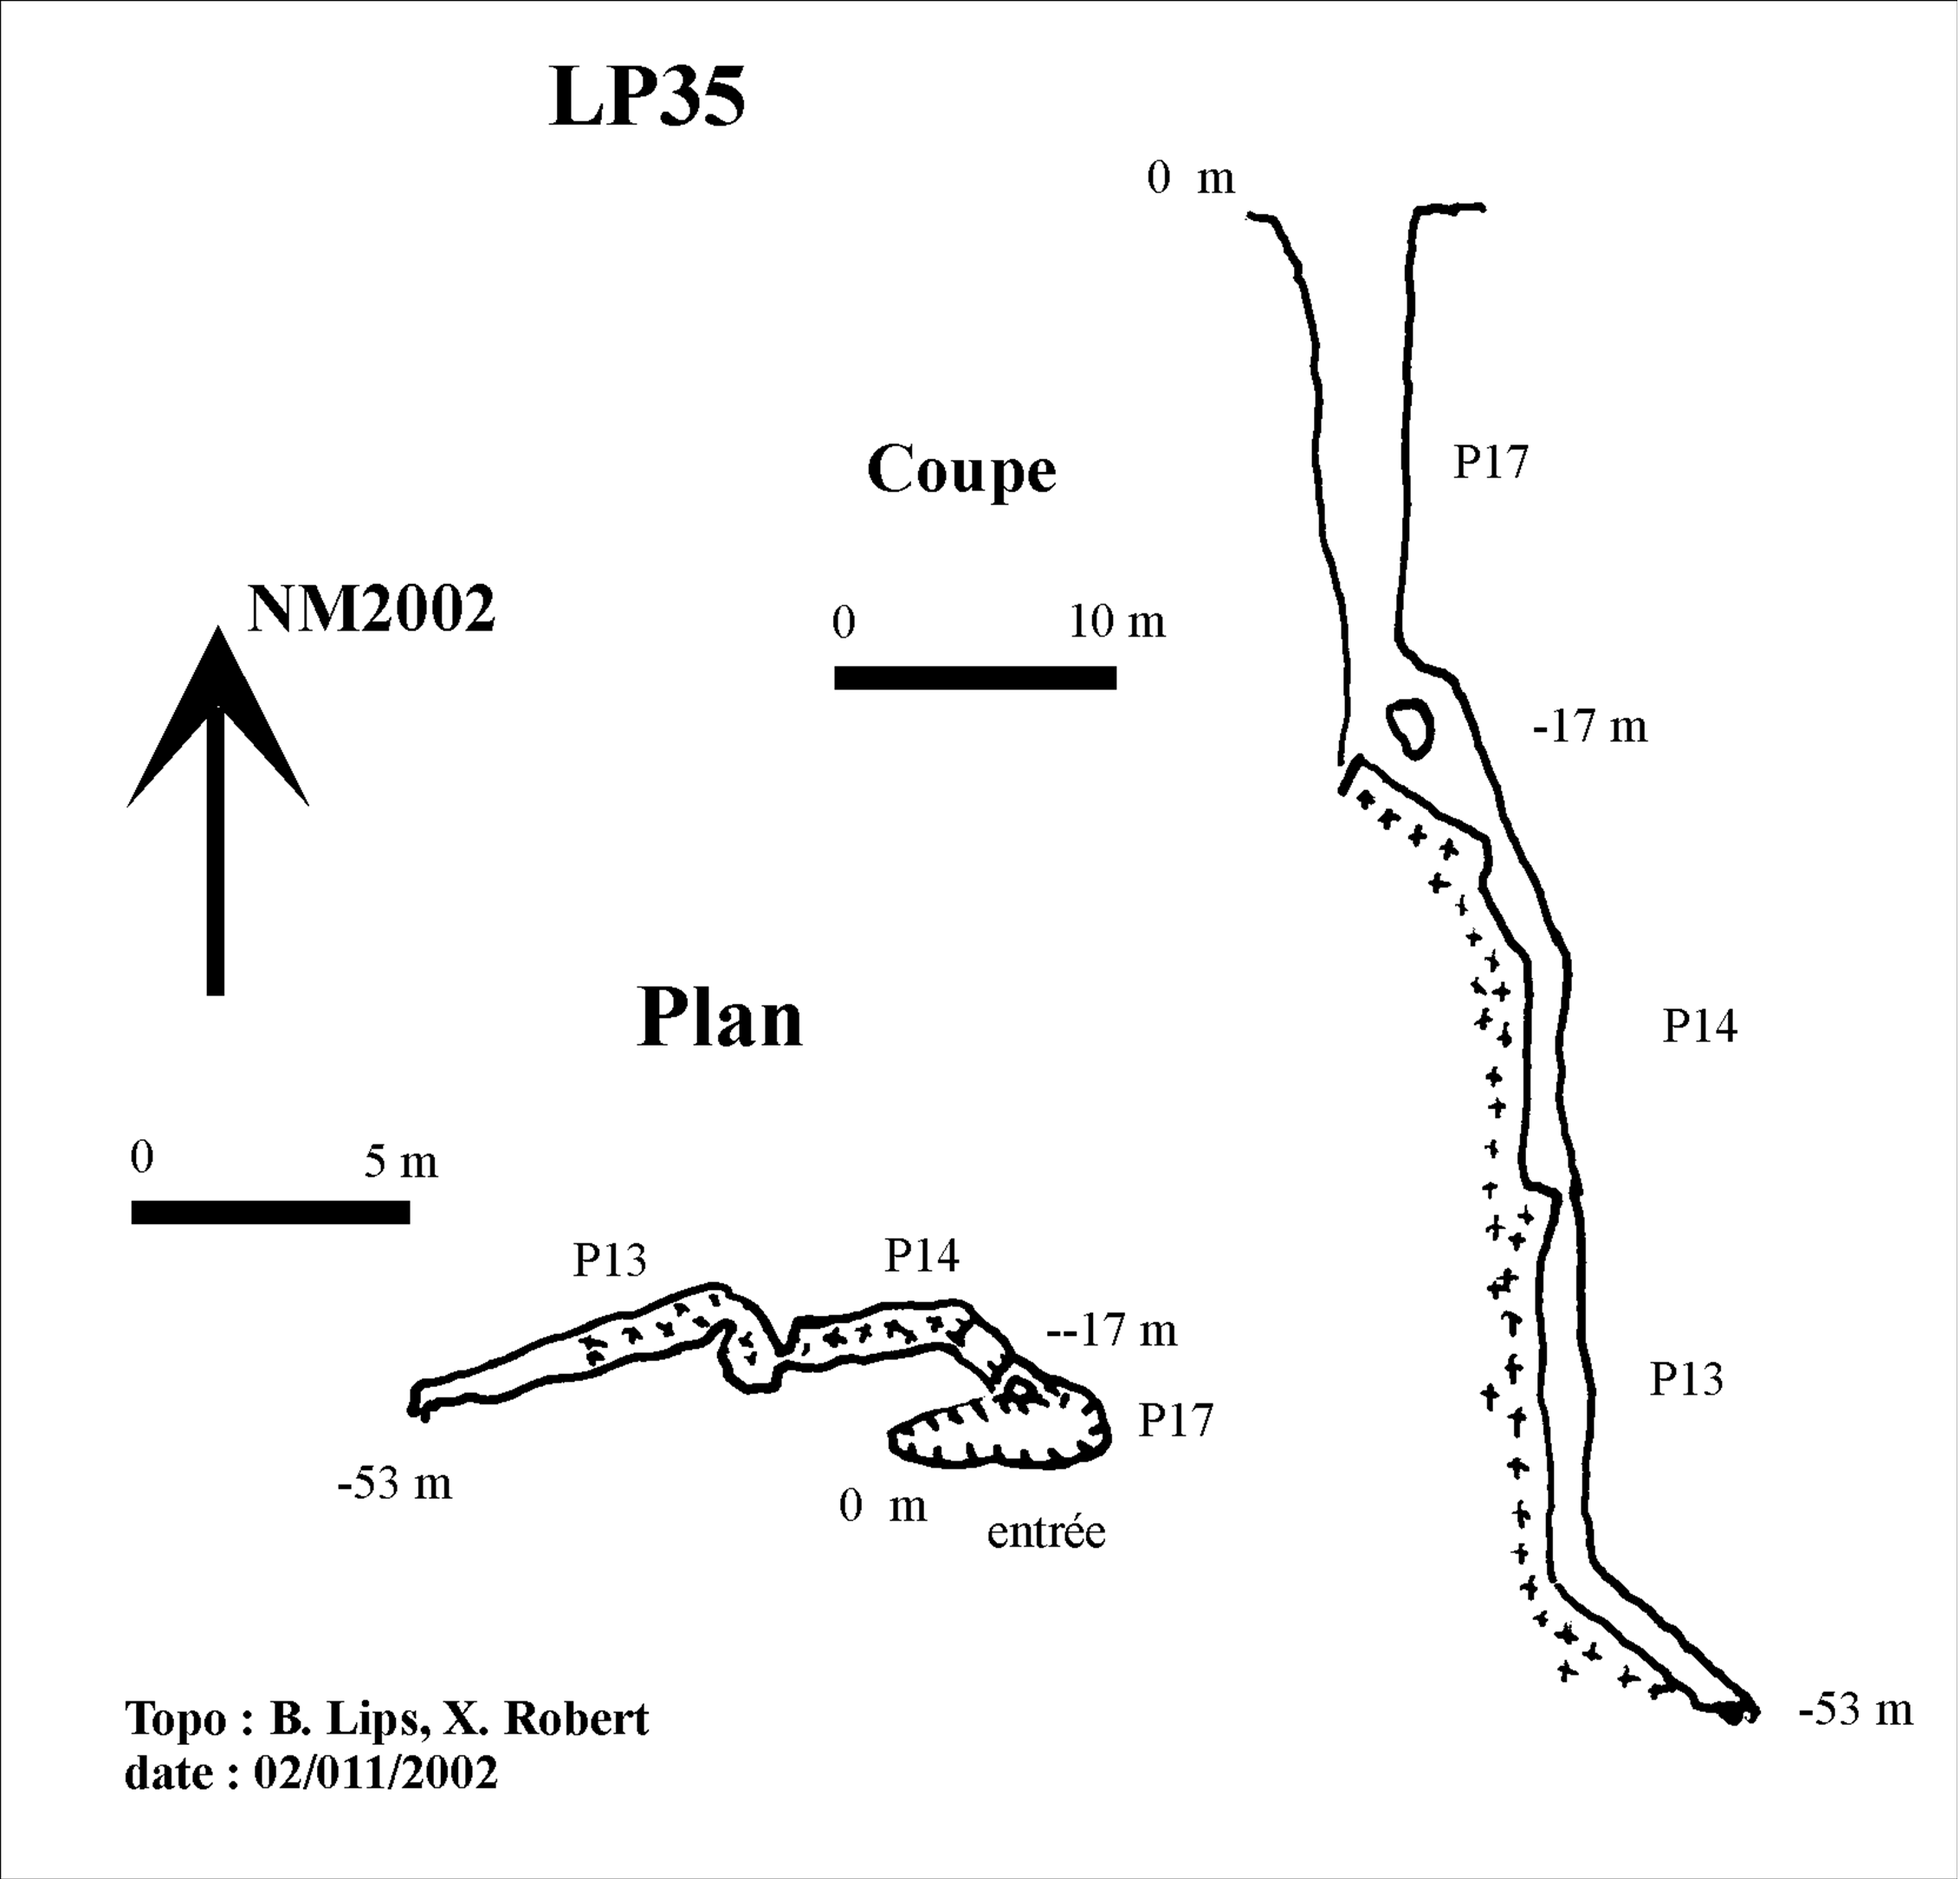 LP35
0 m
P17
Coupe
NM2002
0 10 m
-17 m
Plan
P14
0 5 m
P13 P14
--17 m
P13
P17
-53 m
0 m
entrée
-53 m
Topo : B. Lips, X. Robert
date : 02/011/2002